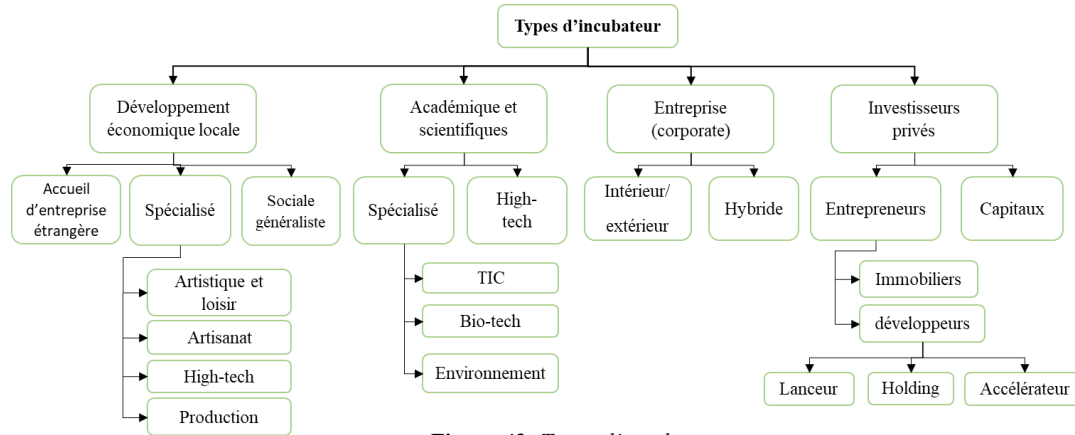 Types d'incubateur
Développement
économique locale
Académique et
scientifiques
Entreprise
(corporate)
Investisseurs
privés
Accueil
d'entreprise
étrangère
Spécialisé
Sociale
généraliste
Spécialisé
High-
tech
Intérieur/
extérieur
Hybride
Entrepreneurs
Capitaux
Artistique et
loisir
Artisanat
High-tech
Production
TIC
Bio-tech
Environnement
Immobiliers
développeurs
Lanceur
Holding
Accélérateur